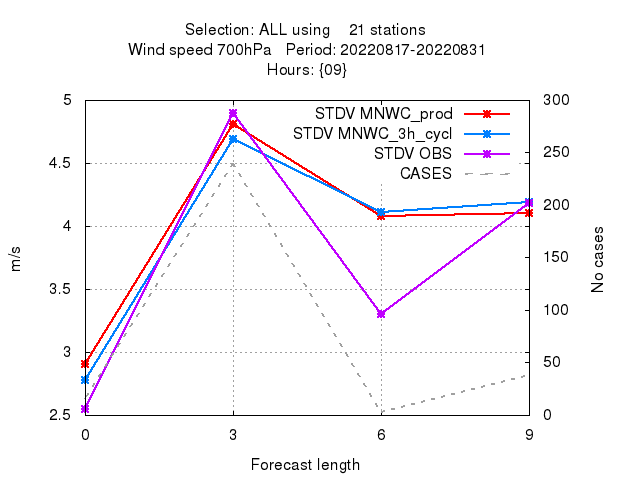 Selection: ALL using    21 stations
Wind speed 700hPa   Period: 20220817-20220831
Hours: {09}
5
4.5
4
3.5
3
2.5
m/s
300
250
200
150
100
50
0
No cases
STDV MNWC_prod
STDV MNWC_3h_cycl
STDV OBS
CASES
0 3 6 9
Forecast length